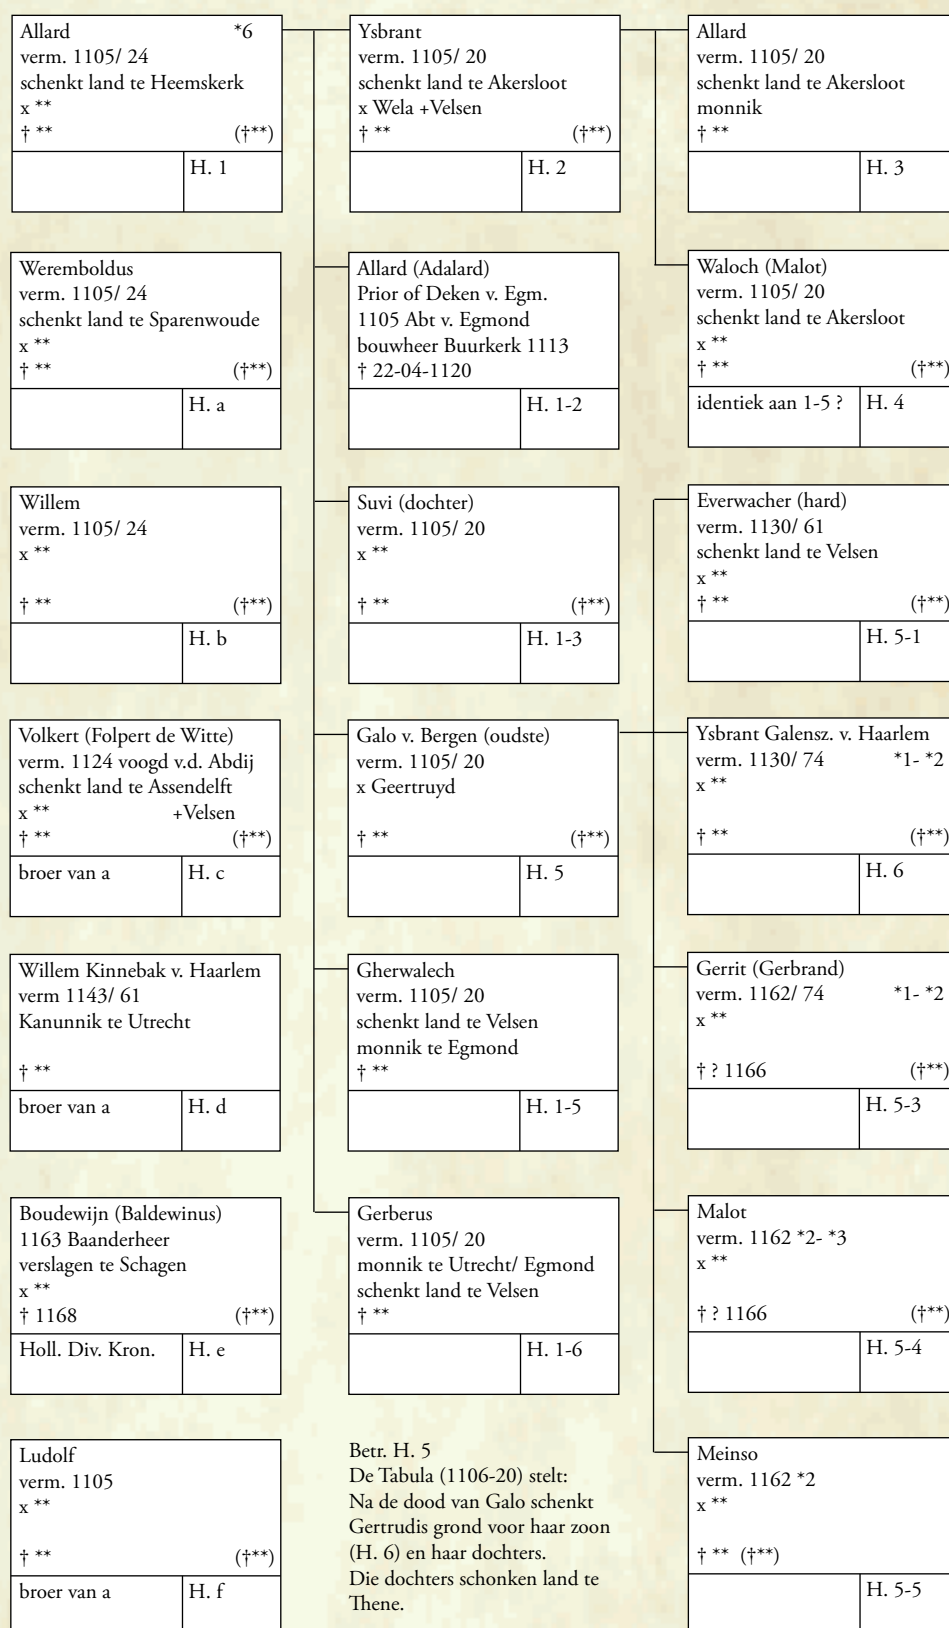 Allard *6
verm. 1105/ 24
schenkt land te Heemskerk
x **
† ** (†**)
H. 1
Weremboldus
verm. 1105/ 24
schenkt land te Sparenwoude
x **
† ** (†**)
H. a
Willem
verm. 1105/ 24
x **
† ** (†**)
H. b
Volkert (Folpert de Witte)
verm. 1124 voogd v.d. Abdij
schenkt land te Assendelft
x ** +Velsen
† ** (†**)
broer van a H. c
Willem Kinnebak v. Haarlem
verm 1143/ 61
Kanunnik te Utrecht
† **
broer van a H. d
Boudewijn (Baldewinus)
1163 Baanderheer
verslagen te Schagen
x **
† 1168 (†**)
Holl. Div. Kron. H. e
Ludolf
verm. 1105
x **
† ** (†**)
broer van a H. f
Ysbrant
verm. 1105/ 20
schenkt land te Akersloot
x Wela +Velsen
† ** (†**)
H. 2
Allard (Adalard)
Prior of Deken v. Egm.
1105 Abt v. Egmond
bouwheer Buurkerk 1113
† 22-04-1120
H. 1-2
Suvi (dochter)
verm. 1105/ 20
x **
† ** (†**)
H. 1-3
Galo v. Bergen (oudste)
verm. 1105/ 20
x Geertruyd
† ** (†**)
H. 5
Gherwalech
verm. 1105/ 20
schenkt land te Velsen
monnik te Egmond
† **
H. 1-5
Gerberus
verm. 1105/ 20
monnik te Utrecht/ Egmond
schenkt land te Velsen
† **
H. 1-6
Betr. H. 5
De Tabula (1106-20) stelt:
Na de dood van Galo schenkt
Gertrudis grond voor haar zoon
(H. 6) en haar dochters.
Die dochters schonken land te
Thene.
Allard
verm. 1105/ 20
schenkt land te Akersloot
monnik
† **
H. 3
Waloch (Malot)
verm. 1105/ 20
schenkt land te Akersloot
x **
† ** (†**)
identiek aan 1-5 ? H. 4
Everwacher (hard)
verm. 1130/ 61
schenkt land te Velsen
x **
† ** (†**)
H. 5-1
Ysbrant Galensz. v. Haarlem
verm. 1130/ 74 *1- *2
x **
† ** (†**)
H. 6
Gerrit (Gerbrand)
verm. 1162/ 74 *1- *2
x **
† ? 1166 (†**)
H. 5-3
Malot
verm. 1162 *2- *3
x **
† ? 1166 (†**)
H. 5-4
Meinso
verm. 1162 *2
x **
† ** (†**)
H. 5-5